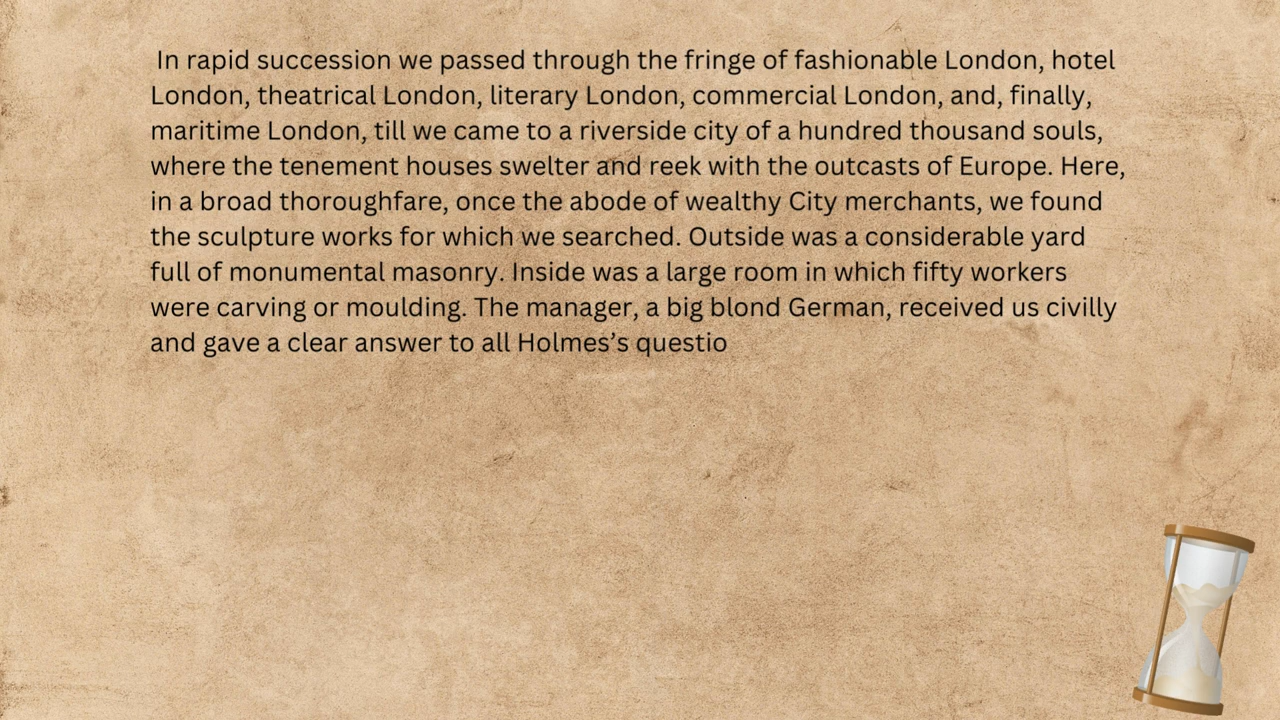 In rapid succession we passed through the fringe of fashionable London, hotel
London, theatrical London, literary London, commercial London, and, finally,
maritime London, till we came to a riverside city of a hundred thousand souls,
where the tenement houses swelter and reek with the outcasts of Europe. Here,
in a broad thoroughfare, once the abode of wealthy City merchants, we found
the sculpture works for which we searched. Outside was a considerable yard
full of monumental masonry. Inside was a large room in which fifty workers
were carving or moulding. The manager, a big blond German, received us civilly
and gave a clear answer to all Holmes’s questio